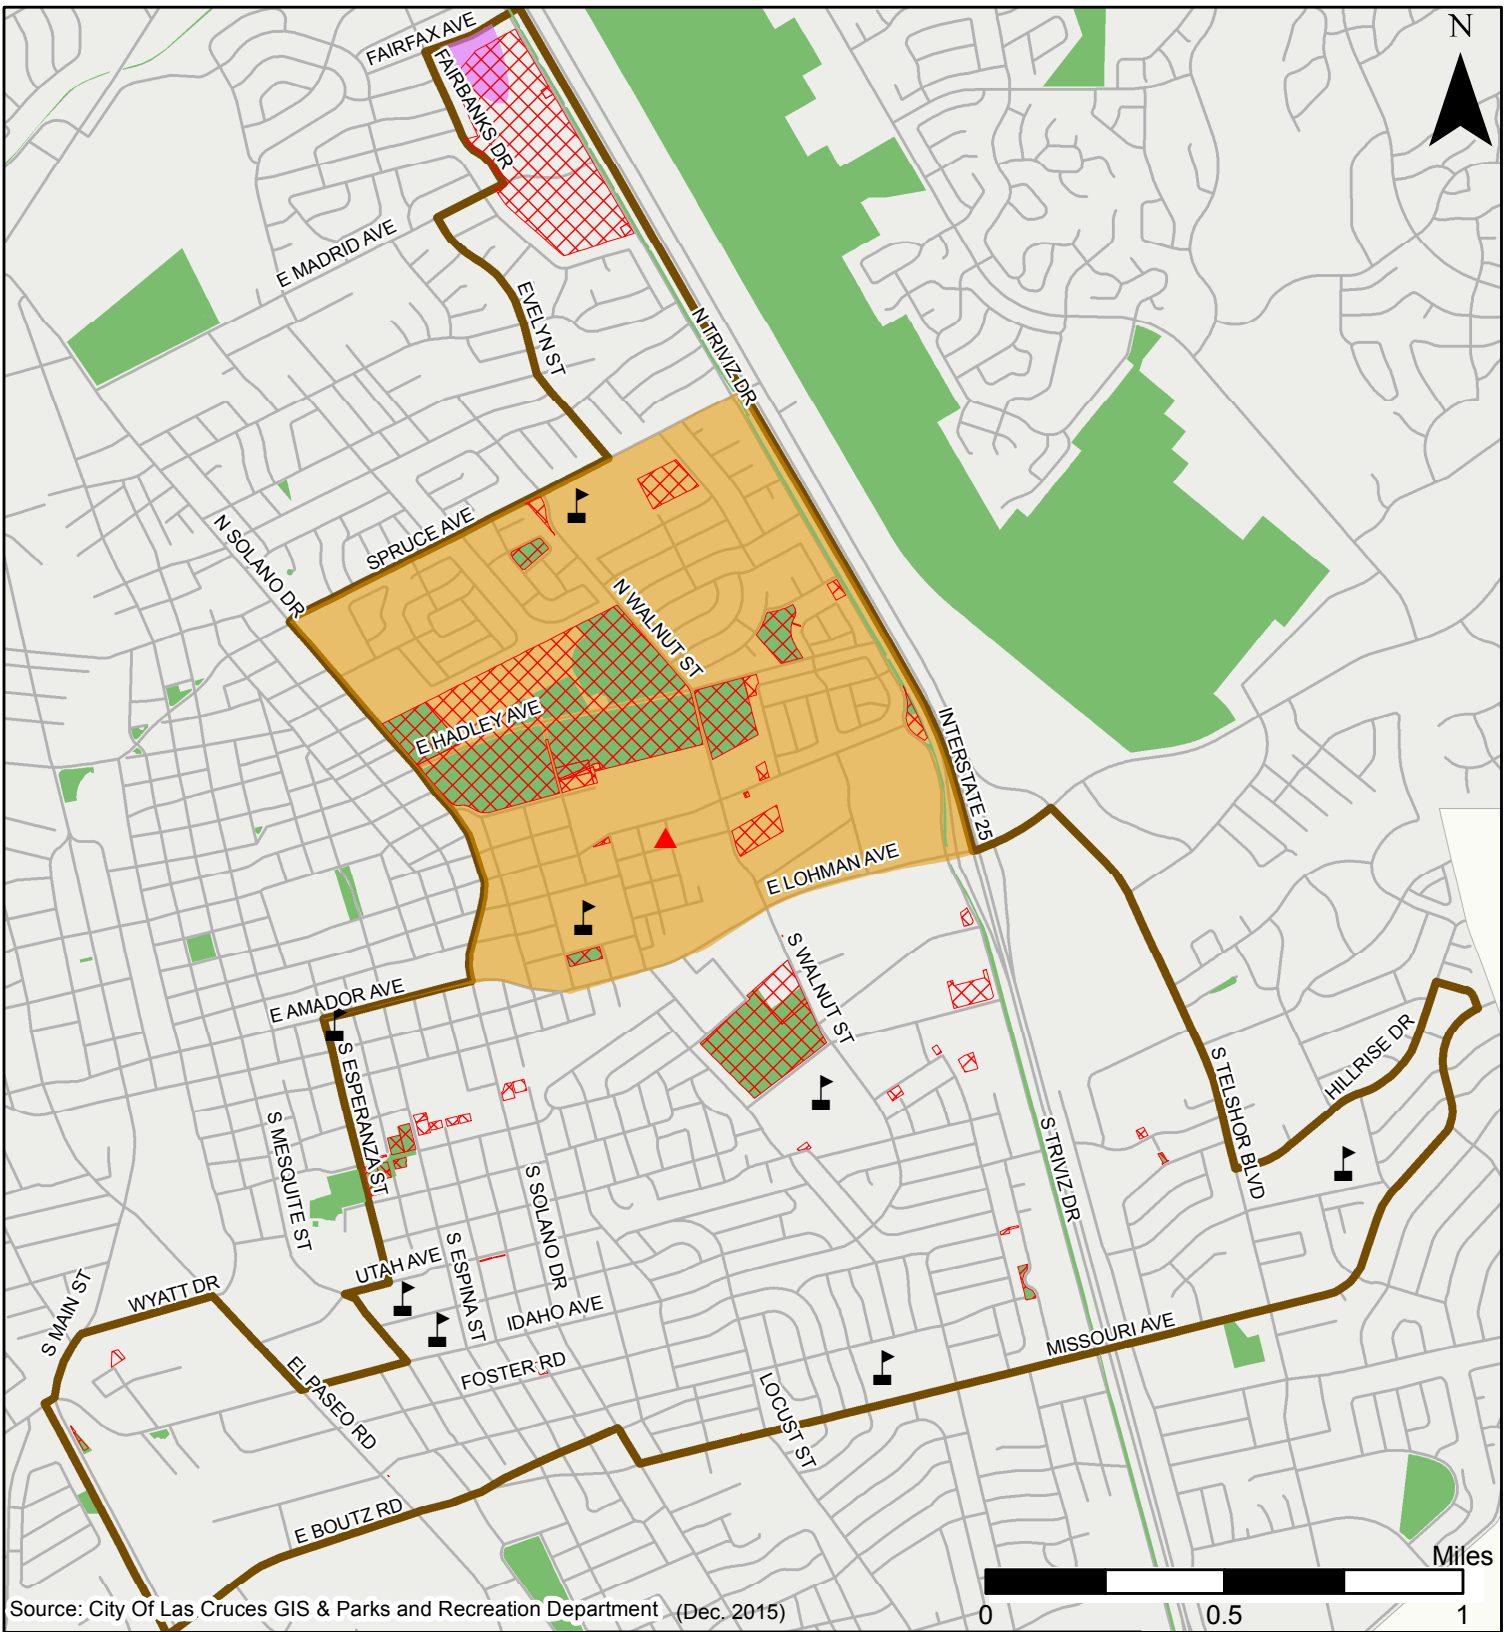 N
FAIRFAX AVE
FAIRBANKS DR
E MADRID AVE
EVELYN ST
N TRIVIZ DR
SPRUCE AVE
N SOLANO DR
N WALNUT ST
E HADLEY AVE
INTERSTATE 25
E LOHMAN AVE
S WALNUT ST
E AMADOR AVE
S ESPERANZA ST
HILLRISE DR
S TELSHOR BLVD
S MESQUITE ST
S TRIVIZ DR
S SOLANO DR
S ESPINA ST
UTAH AVE
WYATT DR
S MAIN ST
IDAHO AVE
MISSOURI AVE
FOSTER RD
EL PASEO RD
LOCUST ST
E BOUTZ RD
Miles
Source: City Of Las Cruces GIS & Parks and Recreation Department (Dec. 2015)
0 0.5 1